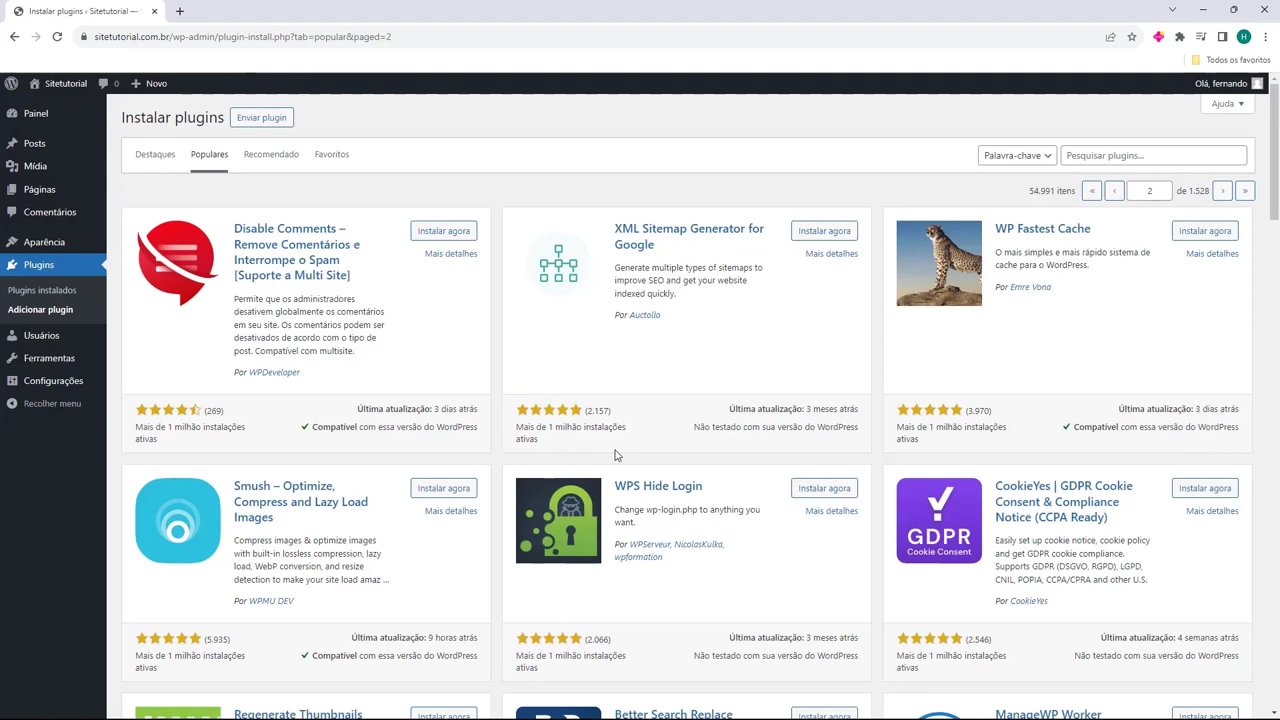 Instalar plugins ‹ Sitetutorial — 
sitetutorial.com.br/wp-admin/plugin-install.php?tab=popular&paged=2
H
Todos os favoritos
Sitetutorial
0
Novo
Olá, fernando
Painel
Posts
Mídia
Páginas
Comentários
Aparência
Plugins
Plugins instalados
Adicionar plugin
Usuários
Ferramentas
Configurações
Recolher menu
Ajuda
Instalar plugins
Enviar plugin
Destaques
Populares
Recomendado
Favoritos
Palavra-chave
Pesquisar plugins...
54.991 itens « ‹ 2 de 1.528 › »
Disable Comments –
Remove Comentários e
Interrompe o Spam
[Suporte a Multi Site]
Instalar agora
Mais detalhes
Permite que os administradores
desativem globalmente os comentários
em seu site. Os comentários podem ser
desativados de acordo com o tipo de
post. Compatível com multisite.
Por WPDeveloper
(269)
Mais de 1 milhão instalações
ativas
Última atualização: 3 dias atrás
Compatível com essa versão do WordPress
XML Sitemap Generator for
Google
Instalar agora
Mais detalhes
Generate multiple types of sitemaps to
improve SEO and get your website
indexed quickly.
Por Auctollo
(2.157)
Mais de 1 milhão instalações
ativas
Última atualização: 3 meses atrás
Não testado com sua versão do WordPress
WP Fastest Cache
Instalar agora
Mais detalhes
O mais simples e mais rápido sistema de
cache para o WordPress.
Por Emre Vona
(3.970)
Mais de 1 milhão instalações
ativas
Última atualização: 3 dias atrás
Compatível com essa versão do WordPress
Smush – Optimize,
Compress and Lazy Load
Images
Instalar agora
Mais detalhes
Compress images & optimize images
with built-in lossless compression, lazy
load, WebP conversion, and resize
detection to make your site load amaz ...
Por WPMU DEV
(5.935)
Mais de 1 milhão instalações
ativas
Última atualização: 9 horas atrás
Compatível com essa versão do WordPress
WPS Hide Login
Instalar agora
Mais detalhes
Change wp-login.php to anything you
want.
Por WPServeur, NicolasKulka,
wpformation
(2.066)
Mais de 1 milhão instalações
ativas
Última atualização: 3 meses atrás
Não testado com sua versão do WordPress
GDPR
Cookie Consent
CookieYes | GDPR Cookie
Consent & Compliance
Notice (CCPA Ready)
Instalar agora
Mais detalhes
Easily set up cookie notice, cookie policy
and get GDPR cookie compliance.
Supports GDPR (DSGVO, RGPD), LGPD,
CNIL, POPIA, CCPA/CPRA and other U.S.
Por CookieYes
(2.546)
Mais de 1 milhão instalações
ativas
Última atualização: 4 semanas atrás
Não testado com sua versão do WordPress
Regenerate Thumbnails
Instalar agora
Better Search Replace
Instalar agora
ManageWP Worker
Instalar agora